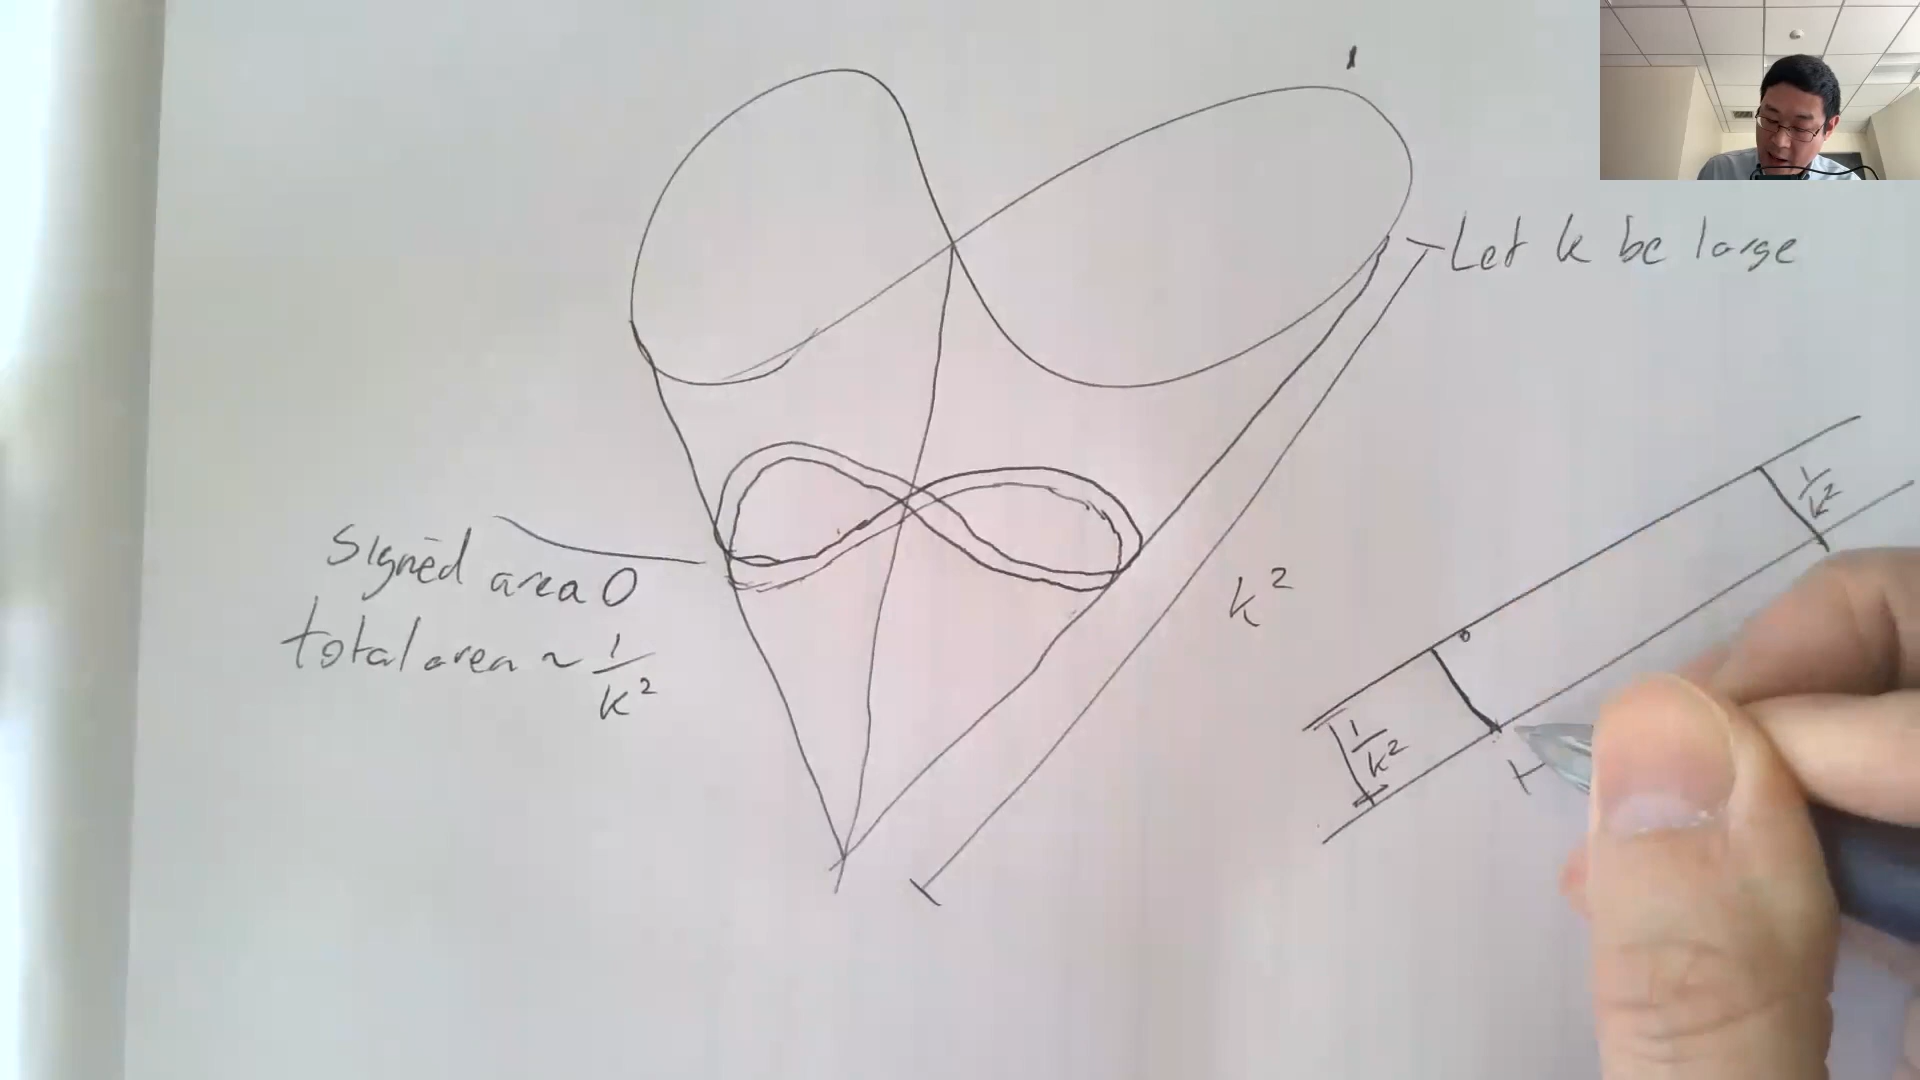 Let k be large
1/k²
Signed area 0
k²
total area ~ 1/k²
1/k²